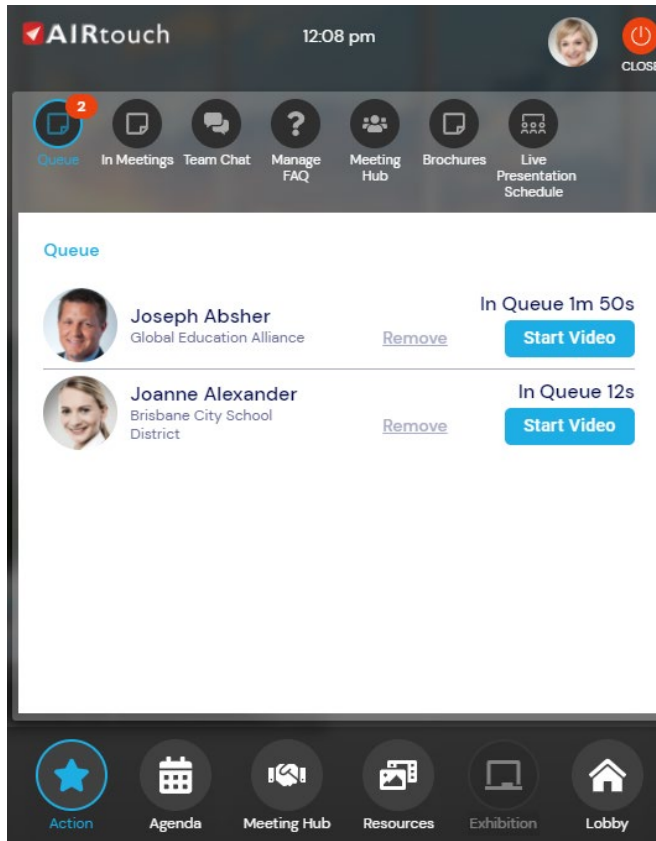 AIRtouch
12:08 pm
CLOSE
2
Queue
In Meetings
Team Chat
Manage
FAQ
Meeting
Hub
Brochures
Live
Presentation
Schedule
Queue
Joseph Absher
Global Education Alliance
Remove
In Queue 1m 50s
Start Video
Joanne Alexander
Brisbane City School
District
Remove
In Queue 12s
Start Video
Action
Agenda
Meeting Hub
Resources
Exhibition
Lobby